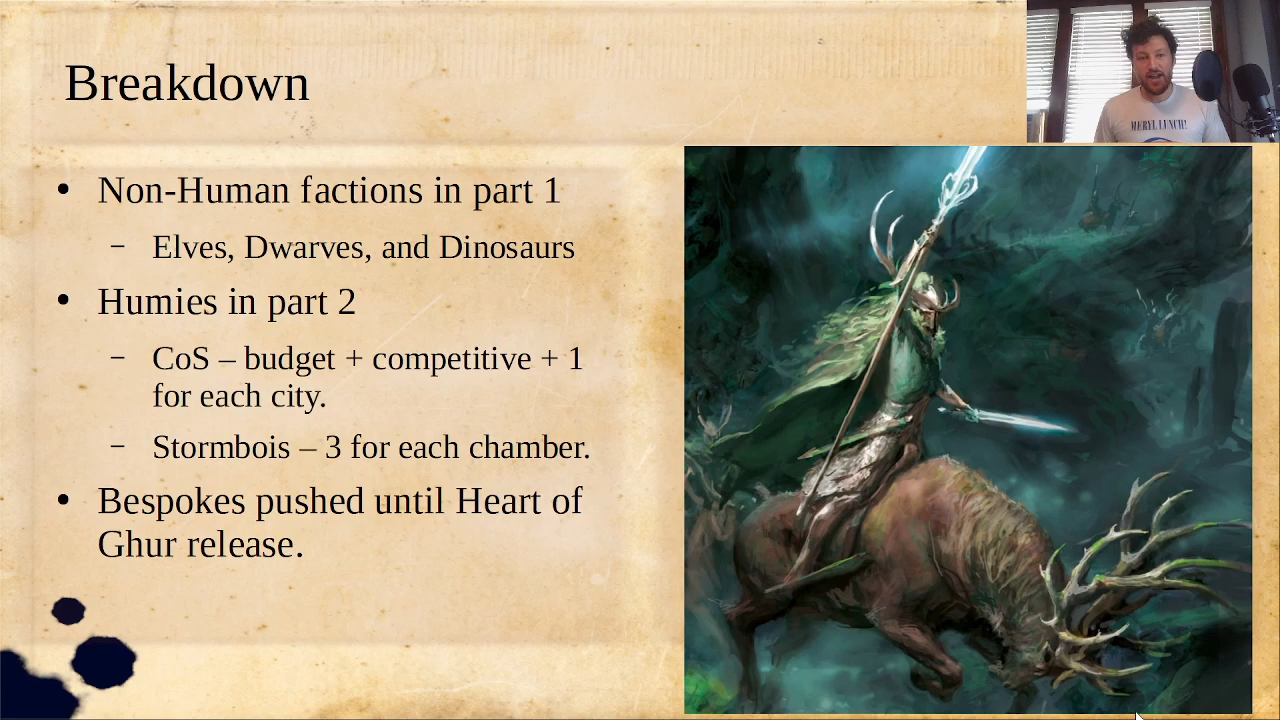 Breakdown
• Non-Human factions in part 1
– Elves, Dwarves, and Dinosaurs
• Humies in part 2
– CoS – budget + competitive + 1
for each city.
– Stormbois – 3 for each chamber.
• Bespokes pushed until Heart of
Ghur release.
MERYL LYNCH!